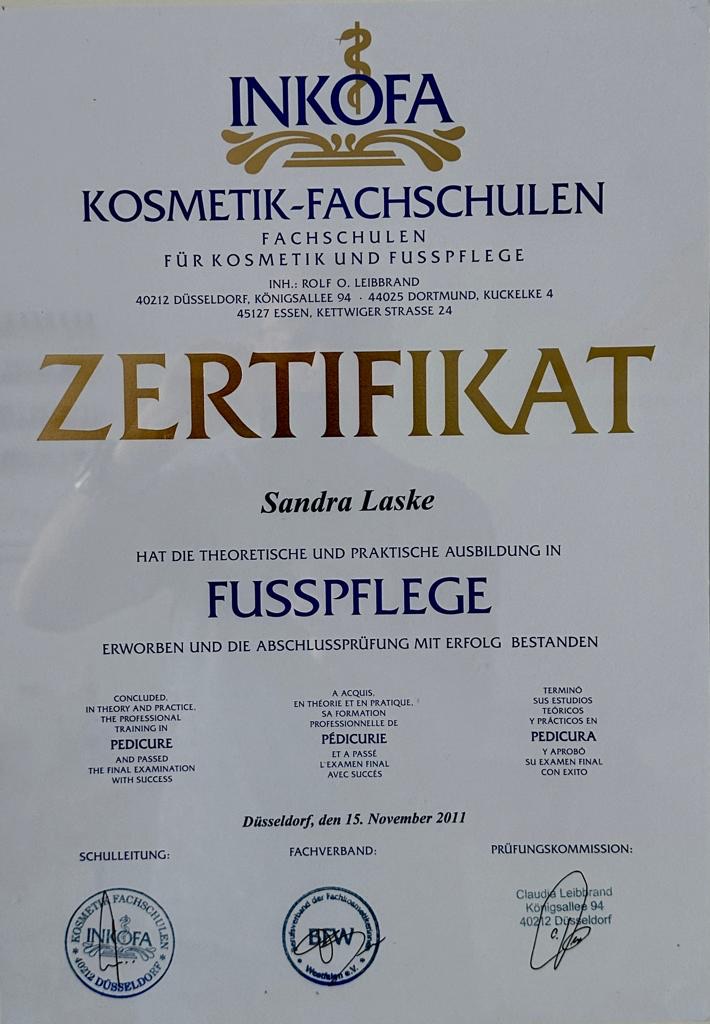 INKOFA
KOSMETIK-FACHSCHULEN
FACHSCHULEN
FÜR KOSMETIK UND FUSSPFLEGE
INH.: ROLF O. LEIBBRAND
40212 DÜSSELDORF, KÖNIGSALLEE 94 · 44025 DORTMUND, KUCKELKE 4
45127 ESSEN, KETTWIGER STRASSE 24
ZERTIFIKAT
Sandra Laske
HAT DIE THEORETISCHE UND PRAKTISCHE AUSBILDUNG IN
FUSSPFLEGE
ERWORBEN UND DIE ABSCHLUSSPRÜFUNG MIT ERFOLG BESTANDEN
CONCLUDED,
IN THEORY AND PRACTICE,
THE PROFESSIONAL
TRAINING IN
PEDICURE
AND PASSED
THE FINAL EXAMINATION
WITH SUCCESS
A ACQUIS,
EN THÉORIE ET EN PRATIQUE,
SA FORMATION
PROFESSIONNELLE DE
PÉDICURIE
ET A PASSÉ
L'EXAMEN FINAL
AVEC SUCCÈS
TERMINÓ
SUS ESTUDIOS
TEÓRICOS
Y PRÁCTICOS EN
PEDICURA
Y APROBÓ
SU EXAMEN FINAL
CON EXITO
Düsseldorf, den 15. November 2011
SCHULLEITUNG:
KOSMETIK FACHSCHULEN
INKOFA
40212 DÜSSELDORF
FACHVERBAND:
Berufsverband der Fachkosmetikerinnen
BFW
e.V.
PRÜFUNGSKOMMISSION:
Claudia Leibbrand
Königsallee 94
40212 Düsseldorf